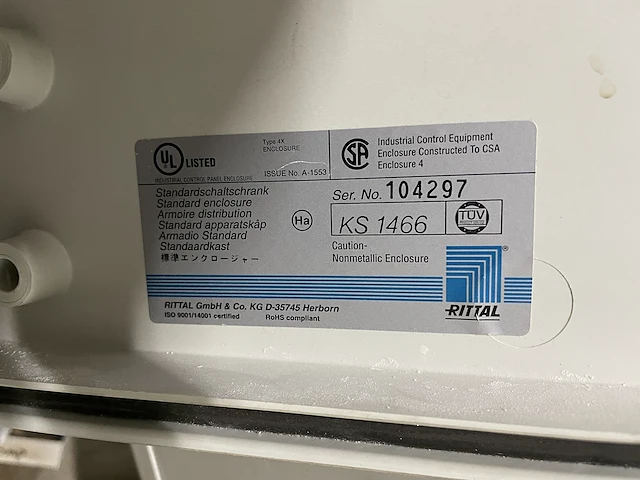 UL LISTED
Type 4X
ENCLOSURE
INDUSTRIAL CONTROL PANEL ENCLOSURE
ISSUE No. A-1553
SA
Industrial Control Equipment
Enclosure Constructed To CSA
Enclosure 4
Standardschaltschrank
Standard enclosure
Armoire distribution
Standard apparatskåp
Armadio Standard
Standaardkast
標準エンクロージャー
Ha
Ser. No. 104297
KS 1466
TÜV
Caution-
Nonmetallic Enclosure
RITTAL
®
RITTAL GmbH & Co. KG D-35745 Herborn
ISO 9001/14001 certified RoHS compliant